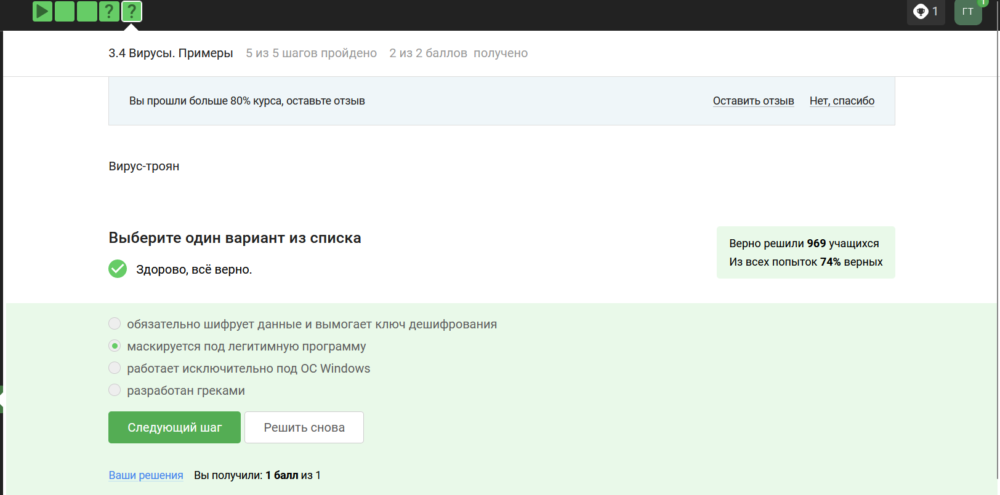 ? ?
1
ГТ
1
3.4 Вирусы. Примеры 5 из 5 шагов пройдено 2 из 2 баллов получено
Вы прошли больше 80% курса, оставьте отзыв Оставить отзыв Нет, спасибо
Вирус-троян
Выберите один вариант из списка
Здорово, всё верно.
Верно решили 969 учащихся
Из всех попыток 74% верных
обязательно шифрует данные и вымогает ключ дешифрования
маскируется под легитимную программу
работает исключительно под ОС Windows
разработан греками
Следующий шаг Решить снова
Ваши решения Вы получили: 1 балл из 1